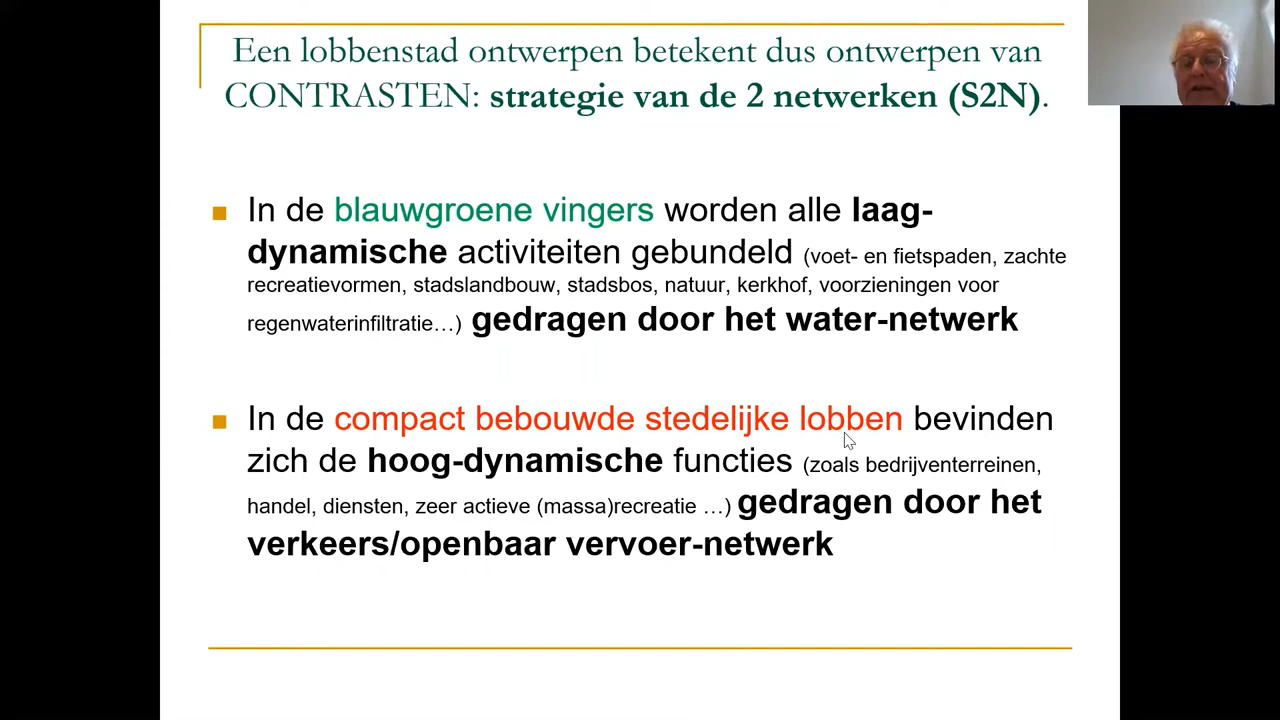 Een lobbenstad ontwerpen betekent dus ontwerpen van
CONTRASTEN: strategie van de 2 netwerken (S2N).
In de blauwgroene vingers worden alle laag-
dynamische activiteiten gebundeld (voet- en fietspaden, zachte
recreatievormen, stadslandbouw, stadsbos, natuur, kerkhof, voorzieningen voor
regenwaterinfiltratie…) gedragen door het water-netwerk
In de compact bebouwde stedelijke lobben bevinden
zich de hoog-dynamische functies (zoals bedrijventerreinen,
handel, diensten, zeer actieve (massa)recreatie …) gedragen door het
verkeers/openbaar vervoer-netwerk